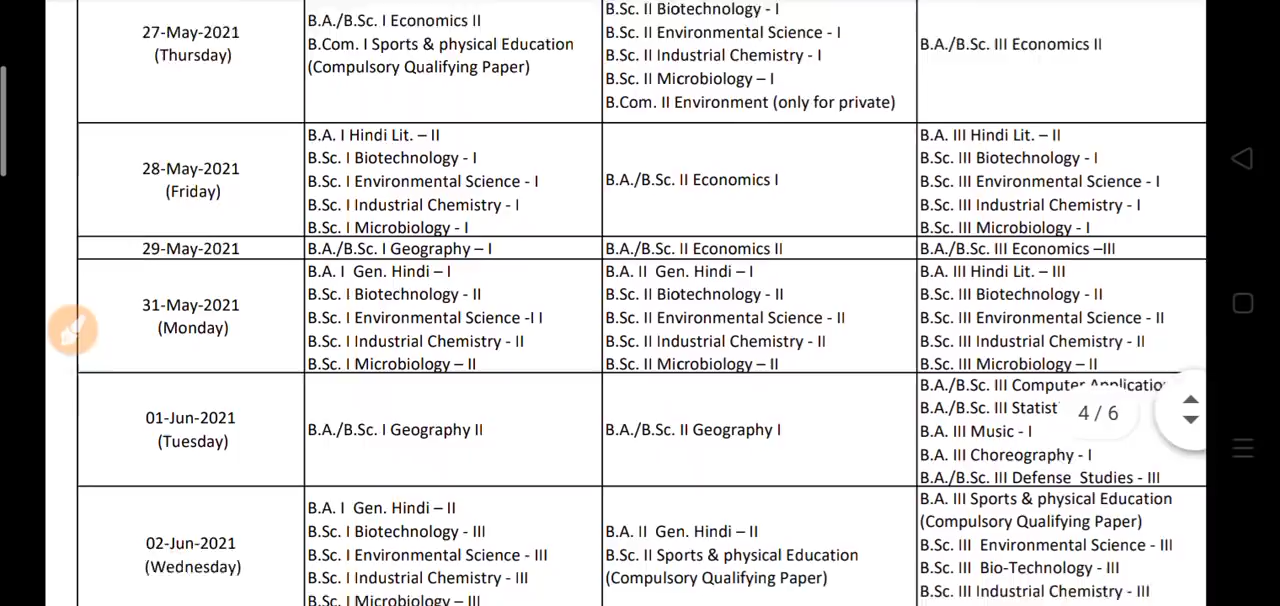 27-May-2021
(Thursday)
B.A./B.Sc. I Economics II
B.Com. I Sports & physical Education
(Compulsory Qualifying Paper)
B.Sc. II Biotechnology - I
B.Sc. II Environmental Science - I
B.Sc. II Industrial Chemistry - I
B.Sc. II Microbiology – I
B.Com. II Environment (only for private)
B.A./B.Sc. III Economics II
28-May-2021
(Friday)
B.A. I Hindi Lit. – II
B.Sc. I Biotechnology - I
B.Sc. I Environmental Science - I
B.Sc. I Industrial Chemistry - I
B.Sc. I Microbiology - I
B.A./B.Sc. II Economics I
B.A. III Hindi Lit. – II
B.Sc. III Biotechnology - I
B.Sc. III Environmental Science - I
B.Sc. III Industrial Chemistry - I
B.Sc. III Microbiology - I
29-May-2021
B.A./B.Sc. I Geography – I
B.A./B.Sc. II Economics II
B.A./B.Sc. III Economics –III
31-May-2021
(Monday)
B.A. I Gen. Hindi – I
B.Sc. I Biotechnology - II
B.Sc. I Environmental Science -I I
B.Sc. I Industrial Chemistry - II
B.Sc. I Microbiology – II
B.A. II Gen. Hindi – I
B.Sc. II Biotechnology - II
B.Sc. II Environmental Science - II
B.Sc. II Industrial Chemistry - II
B.Sc. II Microbiology – II
B.A. III Hindi Lit. – III
B.Sc. III Biotechnology - II
B.Sc. III Environmental Science - II
B.Sc. III Industrial Chemistry - II
B.Sc. III Microbiology – II
01-Jun-2021
(Tuesday)
B.A./B.Sc. I Geography II
B.A./B.Sc. II Geography I
B.A./B.Sc. III Computer
B.A./B.Sc. III
B.A. III Music - I
B.A. III Choreography - I
B.A./B.Sc. III Defense Studies - III
4 / 6
02-Jun-2021
(Wednesday)
B.A. I Gen. Hindi – II
B.Sc. I Biotechnology - III
B.Sc. I Environmental Science - III
B.Sc. I Industrial Chemistry - III
B.Sc. I Microbiology – III
B.A. II Gen. Hindi – II
B.Sc. II Sports & physical Education
(Compulsory Qualifying Paper)
B.A. III Sports & physical Education
(Compulsory Qualifying Paper)
B.Sc. III Environmental Science - III
B.Sc. III Bio-Technology - III
B.Sc. III Industrial Chemistry - III